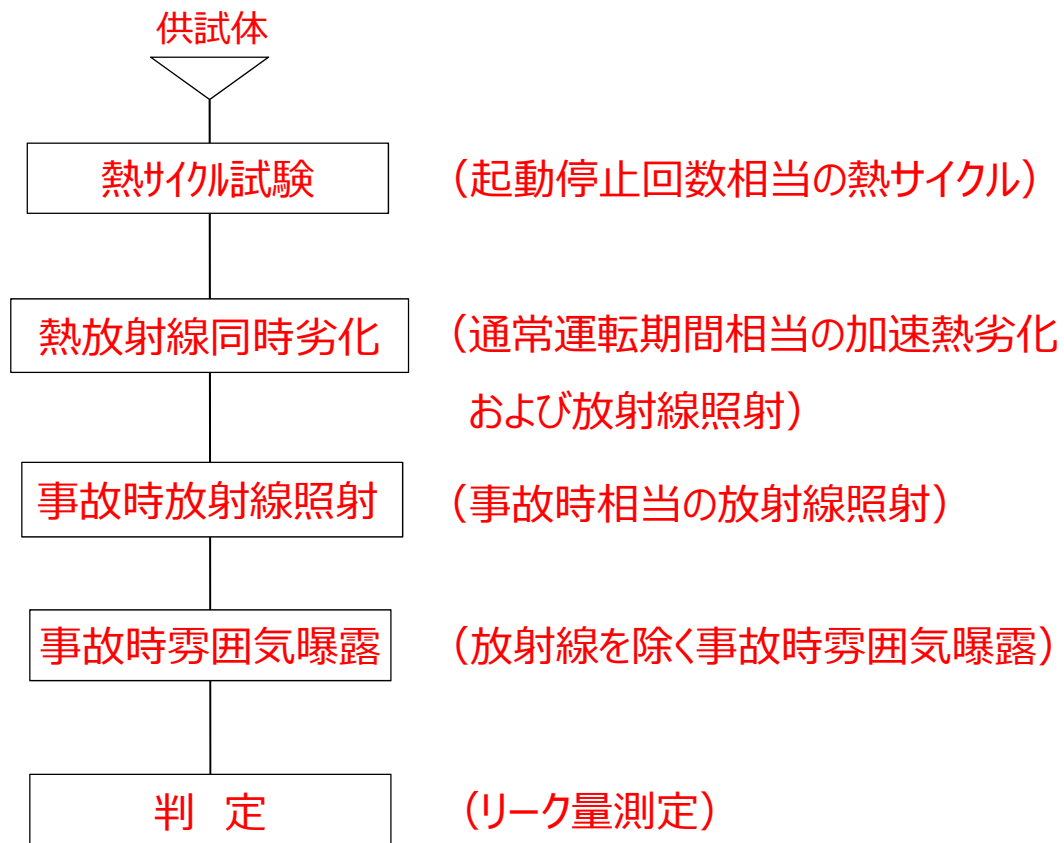 供試体
熱サイクル試験
（起動停止回数相当の熱サイクル）
熱放射線同時劣化
（通常運転期間相当の加速熱劣化
および放射線照射）
事故時放射線照射
（事故時相当の放射線照射）
事故時雰囲気曝露
（放射線を除く事故時雰囲気曝露）
判　定
（リーク量測定）